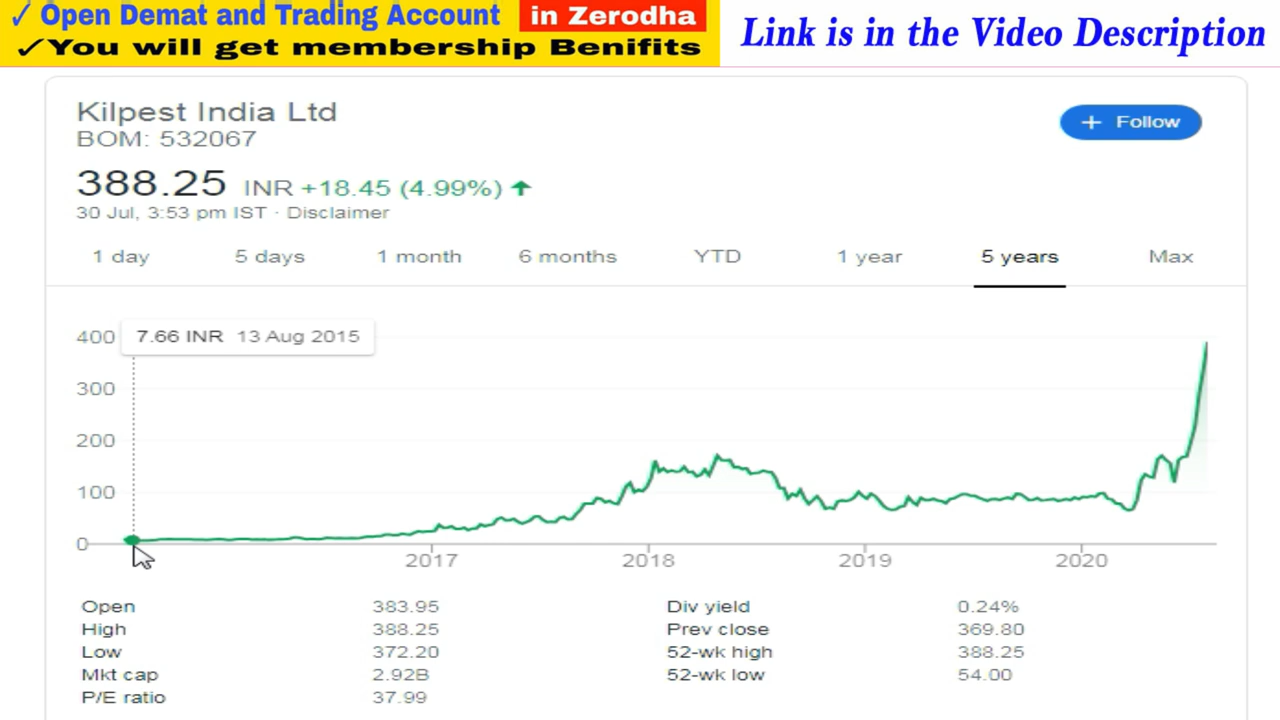 ✓ Open Demat and Trading Account in Zerodha
✓You will get membership Benifits
Link is in the Video Description
Kilpest India Ltd
BOM: 532067
+ Follow
388.25 INR +18.45 (4.99%) ↑
30 Jul, 3:53 pm IST · Disclaimer
1 day 5 days 1 month 6 months YTD 1 year 5 years Max
7.66 INR 13 Aug 2015
400
300
200
100
0
2017 2018 2019 2020
Open 383.95 Div yield 0.24%
High 388.25 Prev close 369.80
Low 372.20 52-wk high 388.25
Mkt cap 2.92B 52-wk low 54.00
P/E ratio 37.99